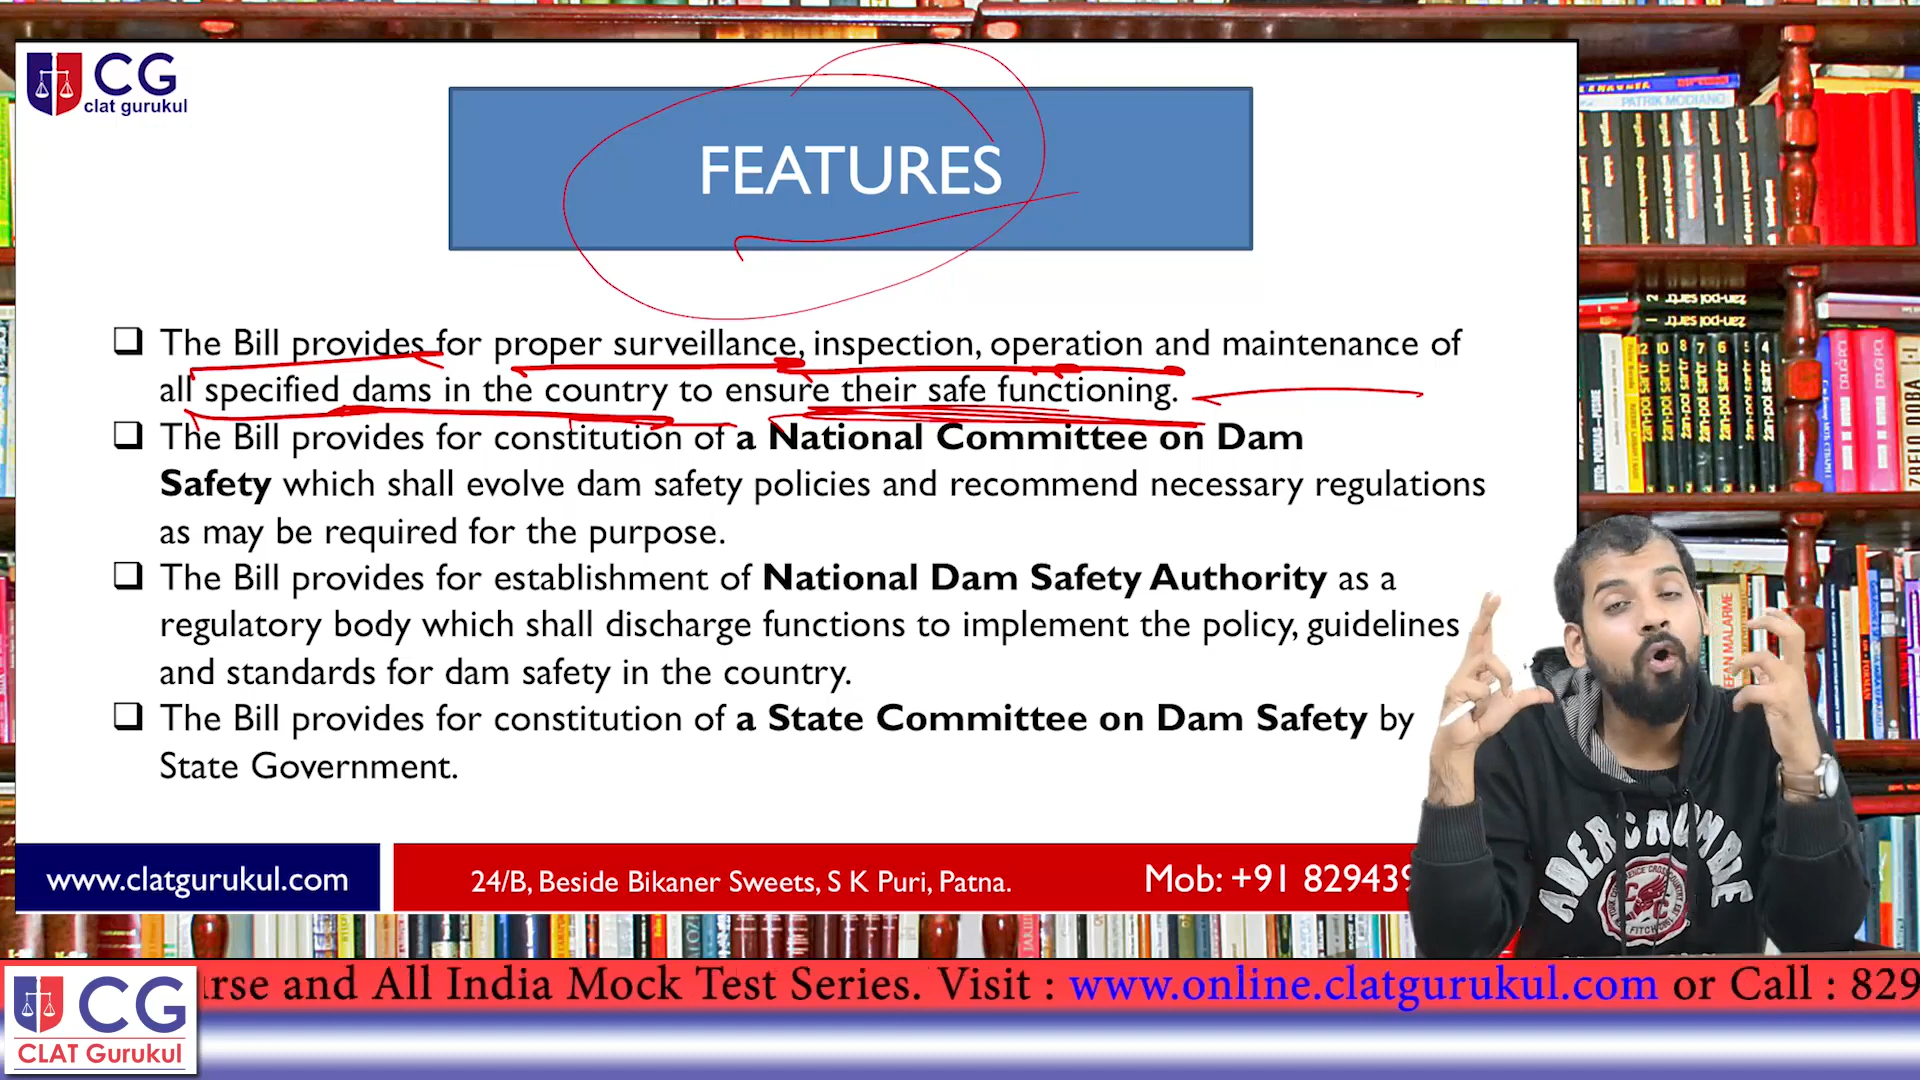 CG
clat gurukul
FEATURES
❑ The Bill provides for proper surveillance, inspection, operation and maintenance of
all specified dams in the country to ensure their safe functioning.
❑ The Bill provides for constitution of a National Committee on Dam
Safety which shall evolve dam safety policies and recommend necessary regulations
as may be required for the purpose.
❑ The Bill provides for establishment of National Dam Safety Authority as a
regulatory body which shall discharge functions to implement the policy, guidelines
and standards for dam safety in the country.
❑ The Bill provides for constitution of a State Committee on Dam Safety by
State Government.
PATRIK MODIANO
ABERCROMBIE
www.clatgurukul.com
24/B, Beside Bikaner Sweets, S K Puri, Patna.
Mob: +91 829439
urse and All India Mock Test Series. Visit : www.online.clatgurukul.com or Call : 829
CG
CLAT Gurukul